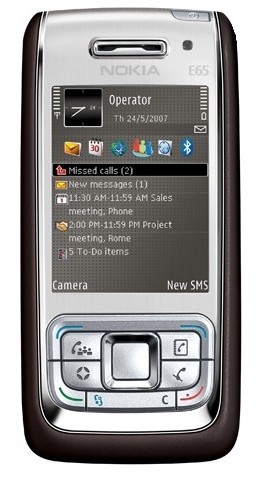 NOKIA E65
24
Operator
Th 24/5/2007
30
Missed calls (2)
New messages (1)
11:30 AM-11:59 AM Sales
meeting, Phone
2:00 PM-11:59 PM Project
meeting, Rome
5 To-Do items
Camera New SMS
C